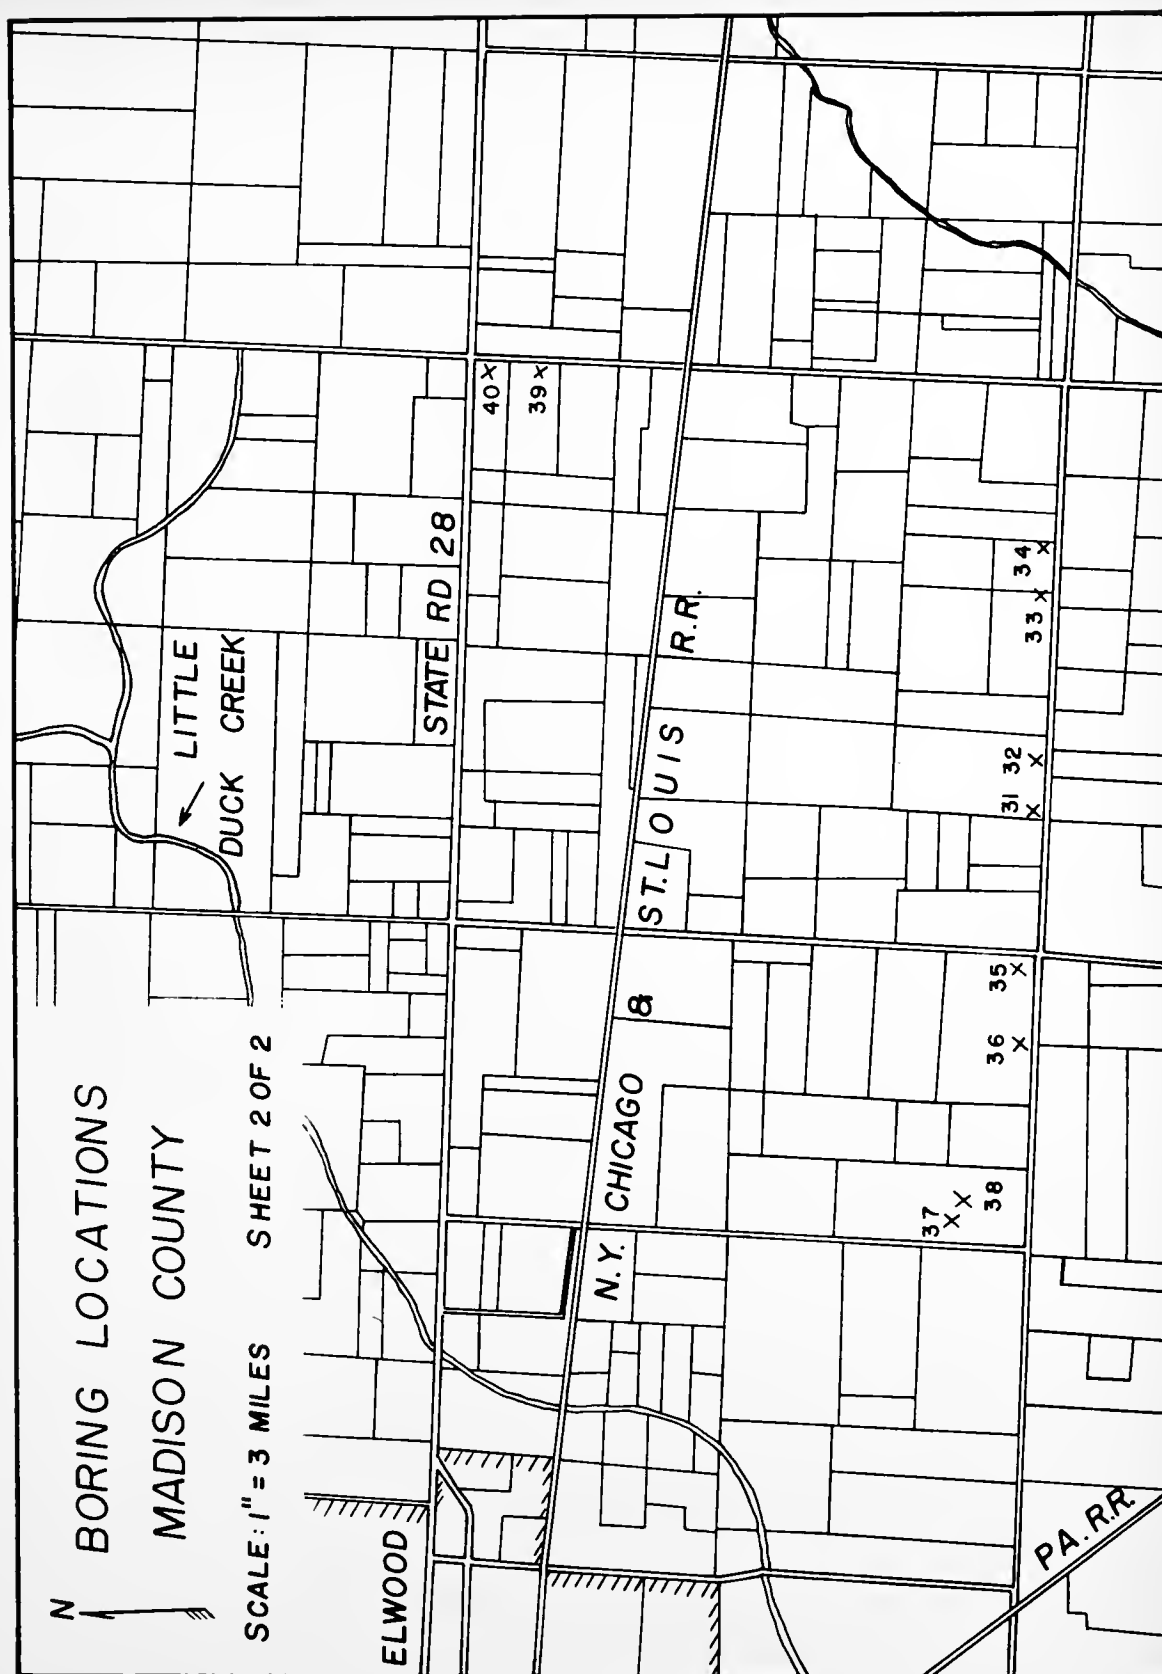 N
BORING LOCATIONS
MADISON COUNTY
SCALE: 1" = 3 MILES SHEET 2 OF 2
LITTLE
DUCK CREEK
ELWOOD
STATE RD 28
40
39
N.Y. CHICAGO & ST. LOUIS R.R.
37
38
36
35
31
32
33
34
PA. R.R.